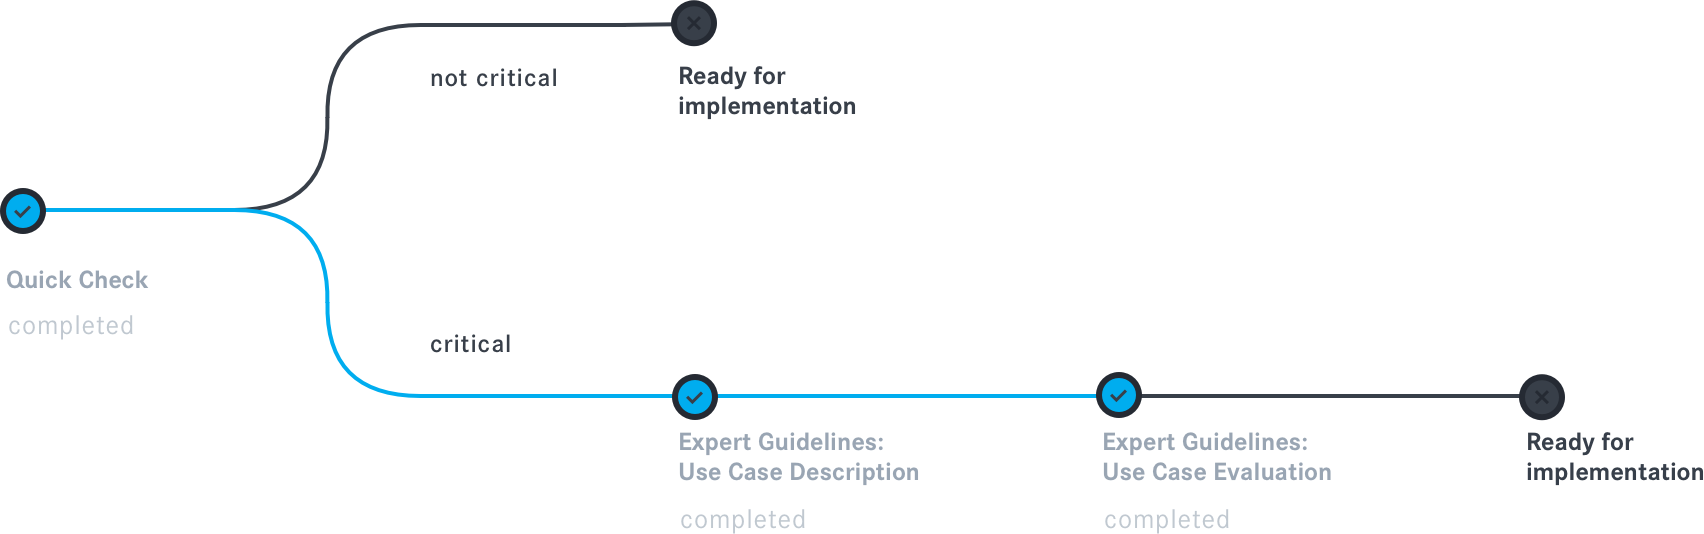 not critical
Ready for
implementation
Quick Check
completed
critical
Expert Guidelines:
Use Case Description
completed
Expert Guidelines:
Use Case Evaluation
completed
Ready for
implementation